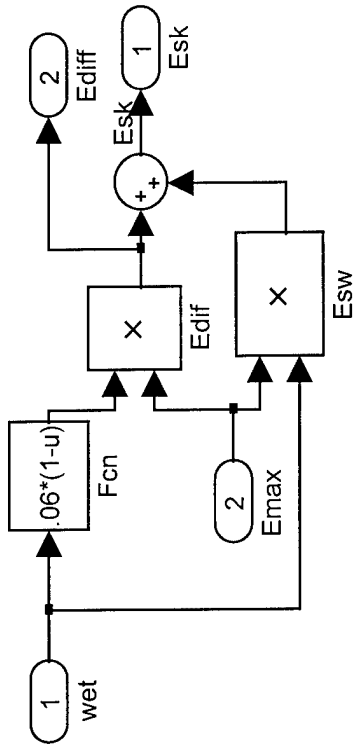 1
wet
.06*(1-u)
Fcn
2
Emax
×
Edif
×
Esw
+
+
Esk
2
Ediff
1
Esk